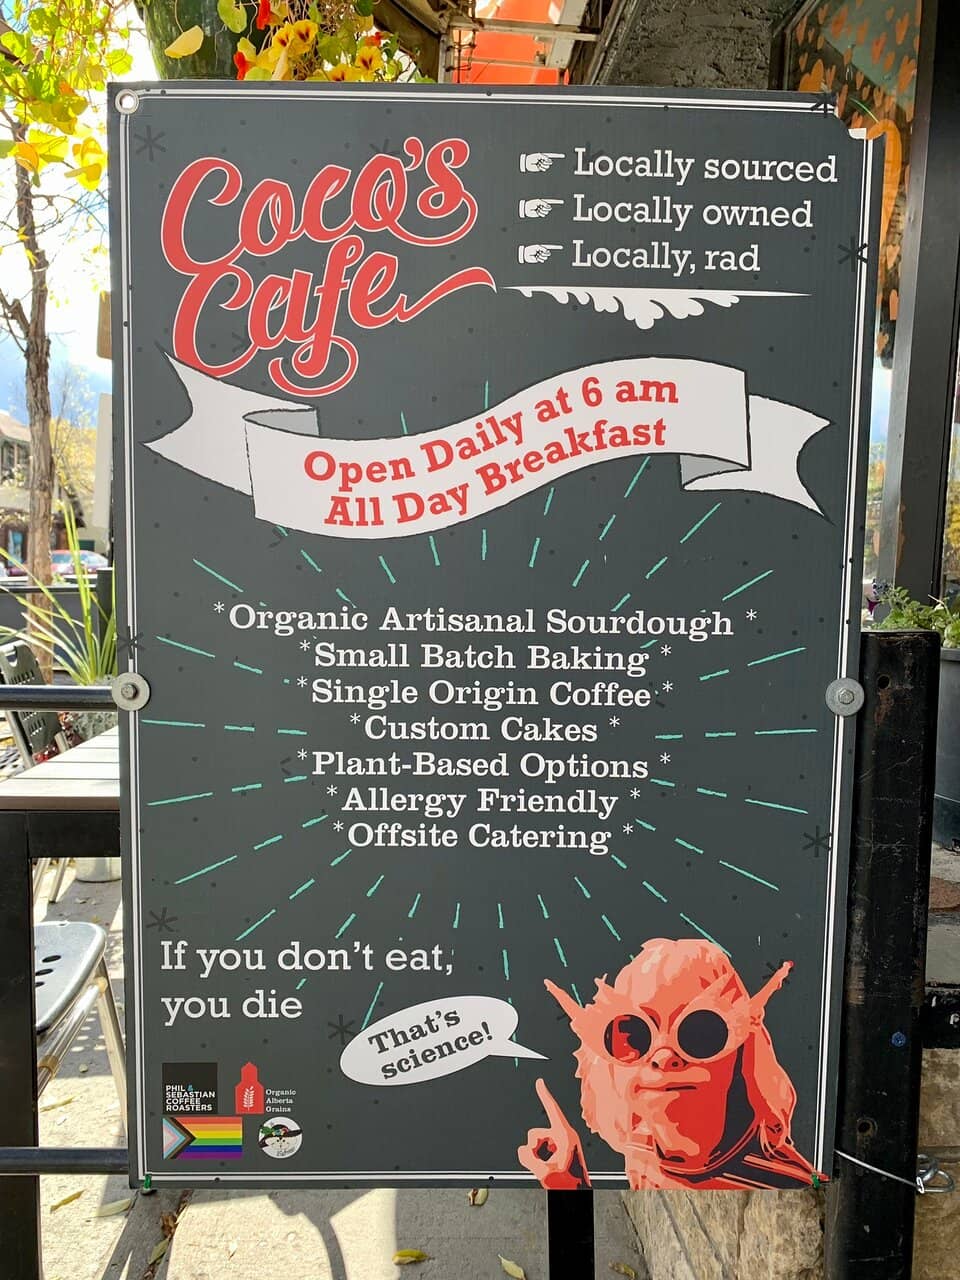 Coco's
Cafe
Locally sourced
Locally owned
Locally, rad
Open Daily at 6 am
All Day Breakfast
*Organic Artisanal Sourdough *
*Small Batch Baking *
*Single Origin Coffee *
*Custom Cakes *
*Plant-Based Options *
*Allergy Friendly *
*Offsite Catering *
If you don't eat,
you die
That's
science!
PHIL &
SEBASTIAN
COFFEE
ROASTERS
Organic
Alberta
Grains